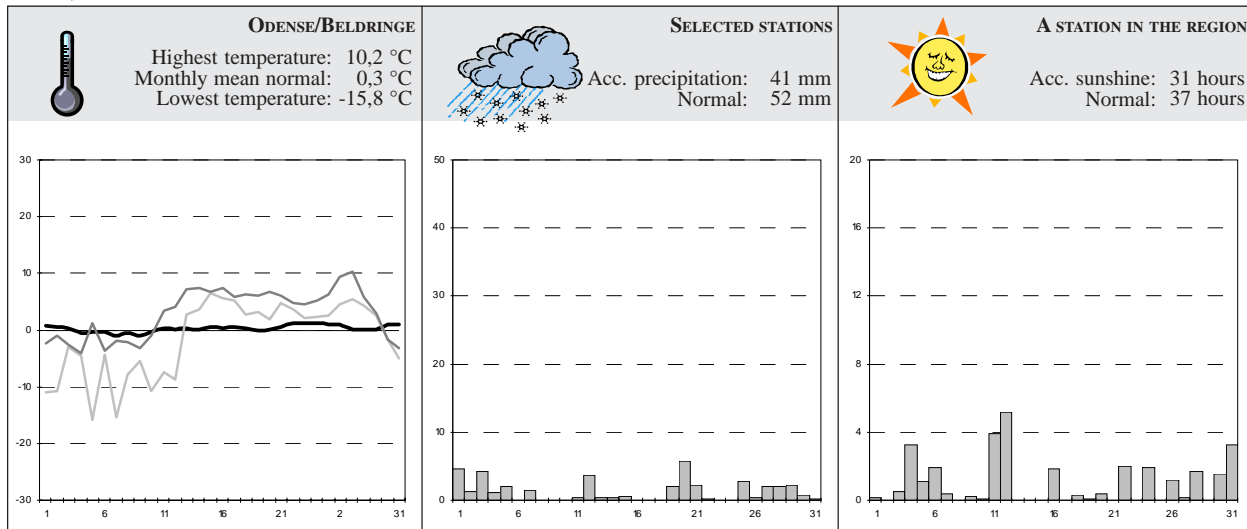 ODENSE/BELDRINGE
Highest temperature: 10,2 °C
Monthly mean normal: 0,3 °C
Lowest temperature: -15,8 °C
SELECTED STATIONS
Acc. precipitation: 41 mm
Normal: 52 mm
A STATION IN THE REGION
Acc. sunshine: 31 hours
Normal: 37 hours
30
20
10
0
-10
-20
-30
1 6 11 16 21 2 31
50
40
30
20
10
0
1 6 11 16 21 26 31
20
16
12
8
4
0
1 6 11 16 21 26 31